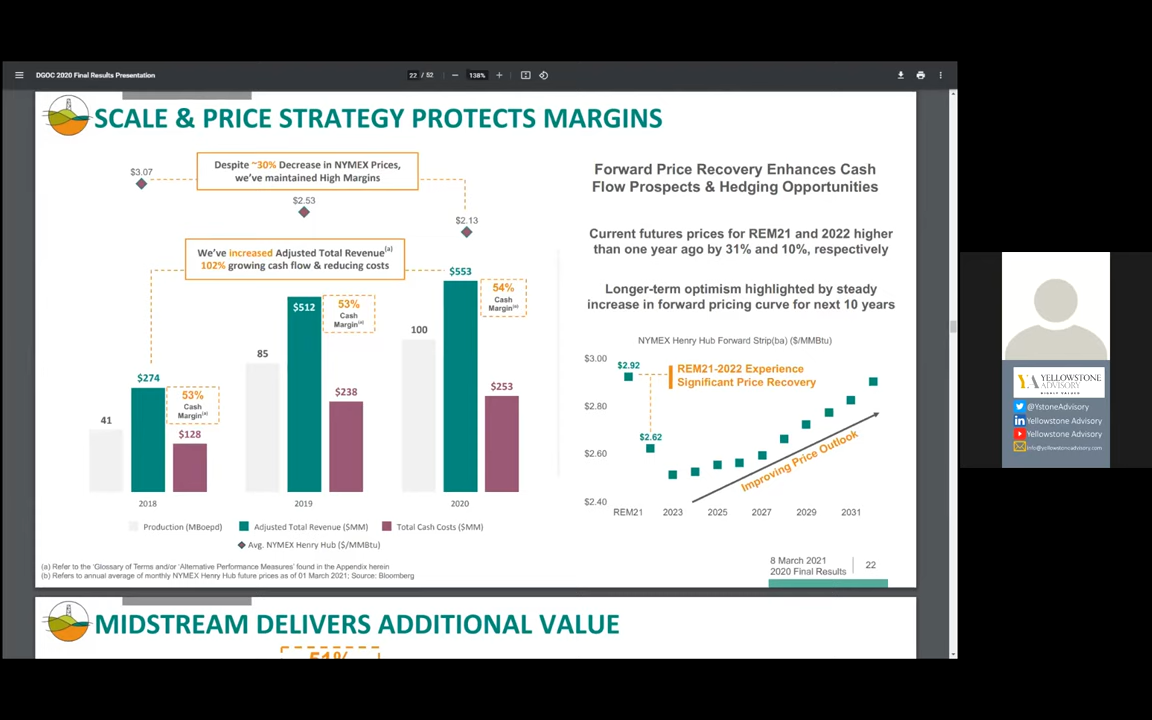 DGOC 2020 Final Results Presentation
22 / 52
138%
SCALE & PRICE STRATEGY PROTECTS MARGINS
Despite ~30% Decrease in NYMEX Prices,
we've maintained High Margins
$3.07
$2.53
$2.13
We've increased Adjusted Total Revenue(a)
102% growing cash flow & reducing costs
41
$274
$128
53%
Cash
Margin(a)
85
$512
$238
53%
Cash
Margin(a)
100
$553
$253
54%
Cash
Margin(a)
2018
2019
2020
Production (MBoepd)
Adjusted Total Revenue ($MM)
Total Cash Costs ($MM)
Avg. NYMEX Henry Hub ($/MMBtu)
(a) Refer to the 'Glossary of Terms and/or 'Alternative Performance Measures' found in the Appendix herein
(b) Refers to annual average of monthly NYMEX Henry Hub future prices as of 01 March 2021; Source: Bloomberg
Forward Price Recovery Enhances Cash
Flow Prospects & Hedging Opportunities
Current futures prices for REM21 and 2022 higher
than one year ago by 31% and 10%, respectively
Longer-term optimism highlighted by steady
increase in forward pricing curve for next 10 years
NYMEX Henry Hub Forward Strip(ba) ($/MMBtu)
$3.00
$2.80
$2.60
$2.40
$2.92
$2.62
REM21-2022 Experience
Significant Price Recovery
Improving Price Outlook
REM21
2023
2025
2027
2029
2031
8 March 2021
2020 Final Results
22
MIDSTREAM DELIVERS ADDITIONAL VALUE
51%
YA YELLOWSTONE
ADVISORY
HIGHLY VALUED
@YstoneAdvisory
Yellowstone Advisory
Yellowstone Advisory
info@yellowstoneadvisory.com